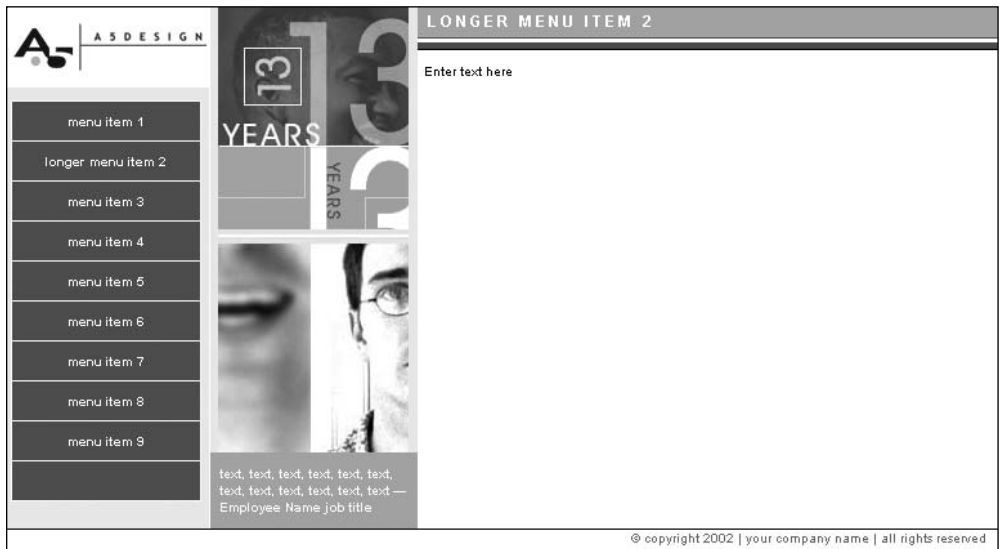 A5
A5DESIGN
menu item 1
longer menu item 2
menu item 3
menu item 4
menu item 5
menu item 6
menu item 7
menu item 8
menu item 9
13
13
YEARS
13
YEARS
text, text, text, text, text, text,
text, text, text, text, text, text —
Employee Name job title
LONGER MENU ITEM 2
Enter text here
© copyright 2002 | your company name | all rights reserved